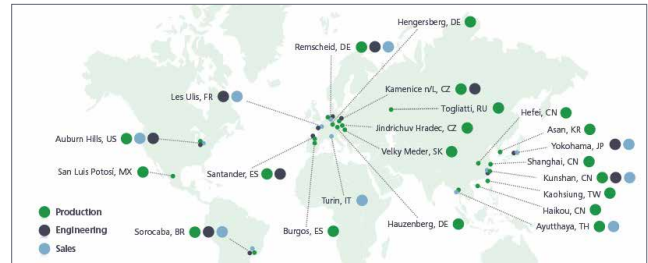 Hengersberg, DE
Remscheid, DE
Kamenice n/L, CZ
Les Ulis, FR
Togliatti, RU
Hefei, CN
Jindrichuv Hradec, CZ
Asan, KR
Auburn Hills, US
Yokohama, JP
Velky Meder, SK
Shanghai, CN
San Luis Potosí, MX
Santander, ES
Kunshan, CN
Kaohsiung, TW
Turin, IT
Haikou, CN
Production
Engineering
Sales
Sorocaba, BR
Burgos, ES
Hauzenberg, DE
Ayutthaya, TH